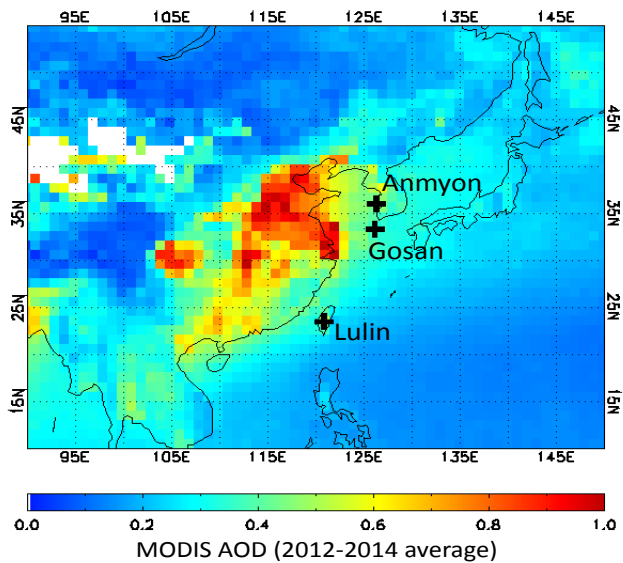 95E 105E 115E 125E 135E 145E
45N 45N
Anmyon
35N 35N
Gosan
25N 25N
Lulin
15N 15N
95E 105E 115E 125E 135E 145E
0.0 0.2 0.4 0.6 0.8 1.0
MODIS AOD (2012-2014 average)